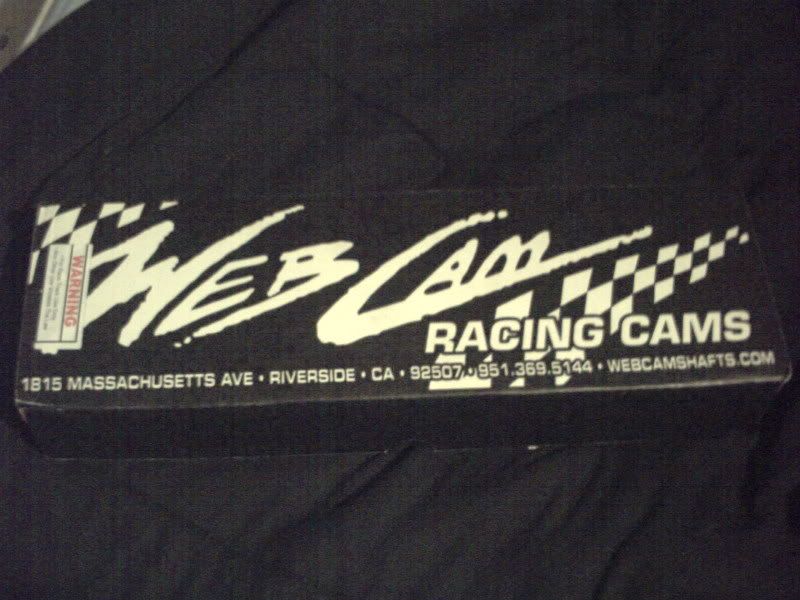 WEB CAM
RACING CAMS
1815 MASSACHUSETTS AVE • RIVERSIDE • CA • 92507 • 951.369.5144 • WEBCAMSHAFTS.COM
WARNING